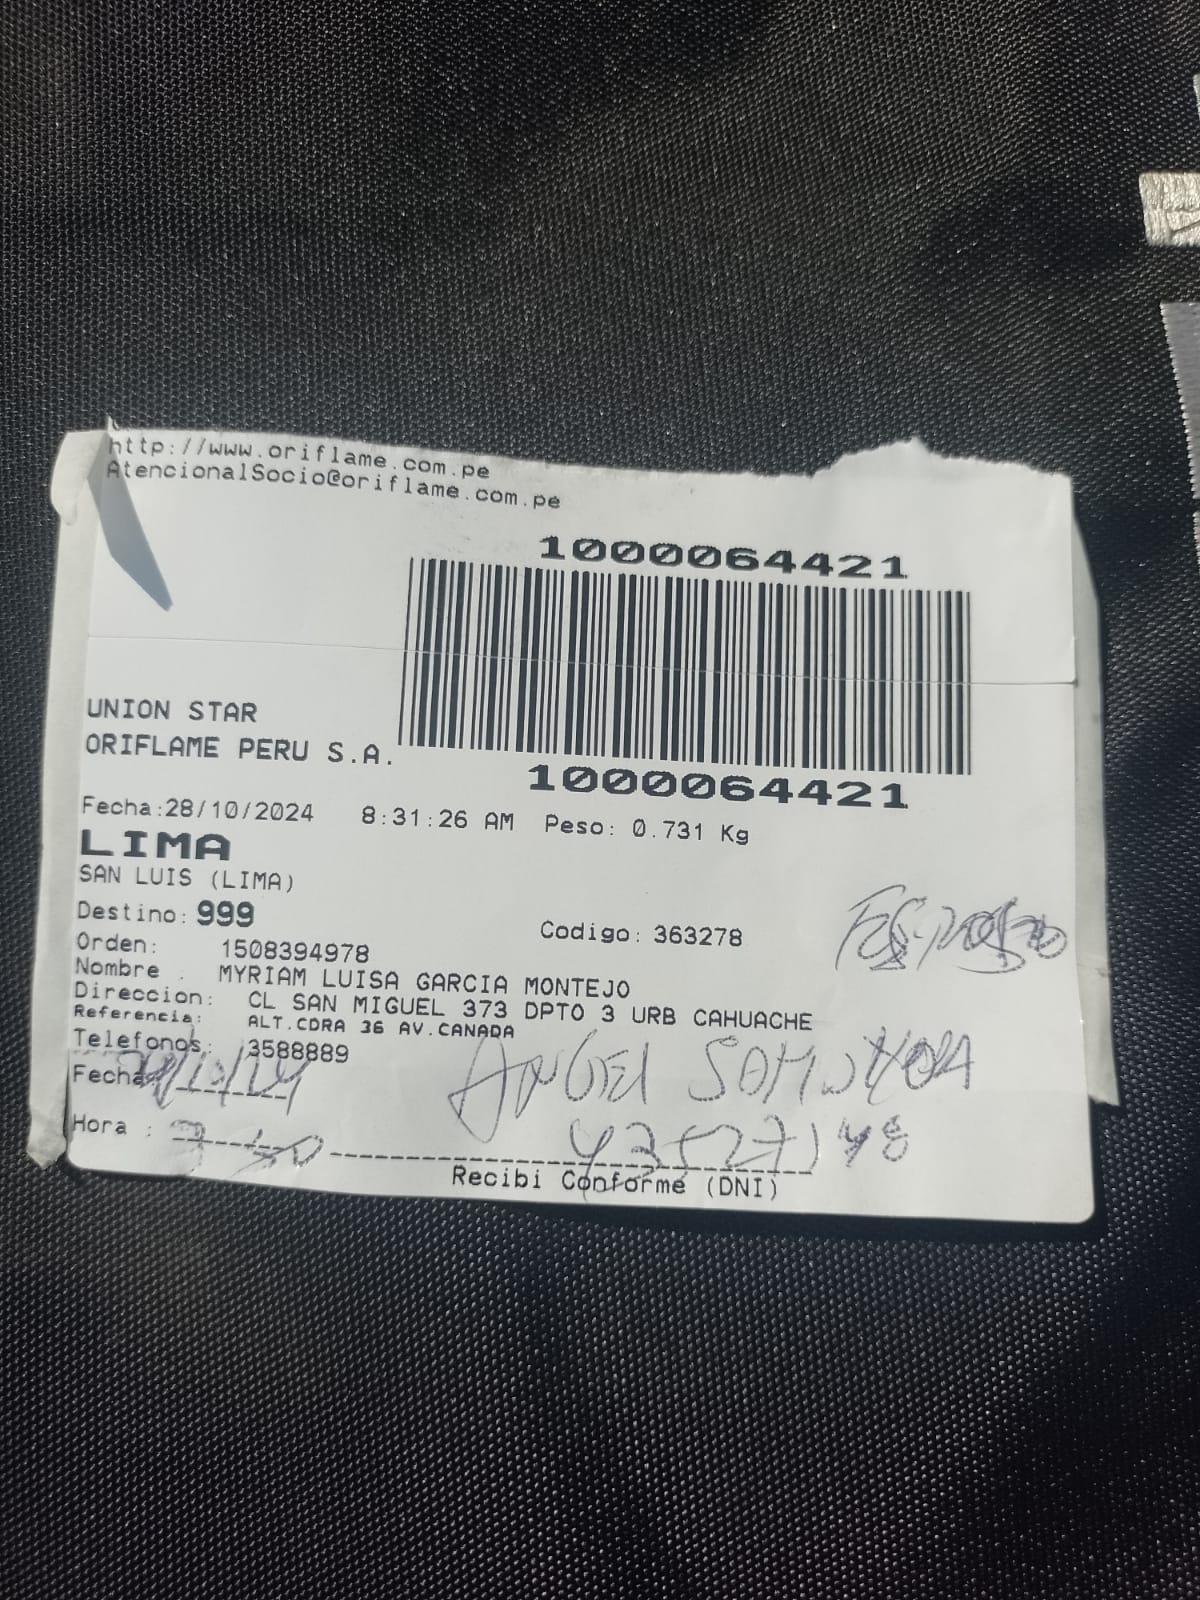 http://www.oriflame.com.pe
AtencionalSocio@oriflame.com.pe
1000064421
UNION STAR
ORIFLAME PERU S.A.
1000064421
Fecha:28/10/2024 8:31:26 AM Peso: 0.731 Kg
LIMA
SAN LUIS (LIMA)
Destino: 999
Codigo: 363278
Orden: 1508394978
Nombre : MYRIAM LUISA GARCIA MONTEJO
Direccion: CL SAN MIGUEL 373 DPTO 3 URB CAHUACHE
Referencia: ALT.CDRA 36 AV.CANADA
Telefonos: 3588889
Fecha
ANGEL
Hora :
Recibi Conforme (DNI)